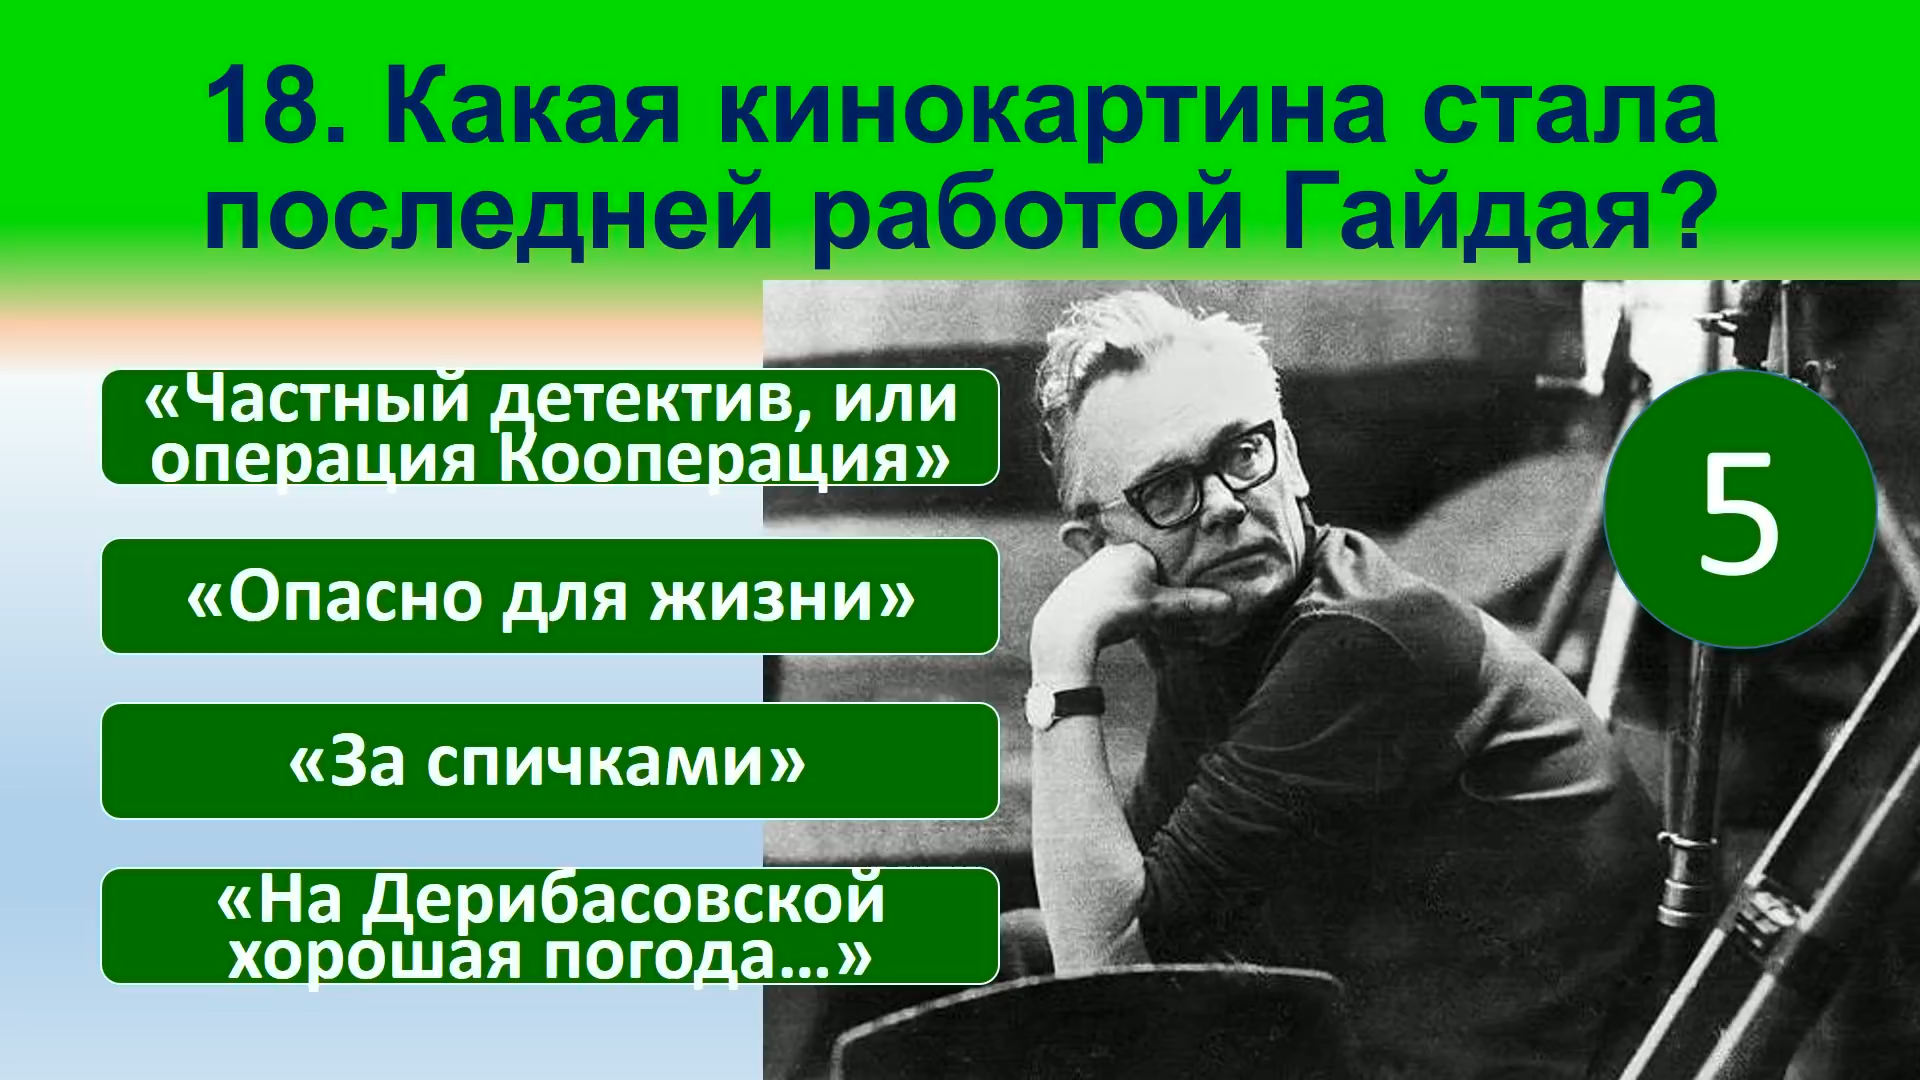 18. Какая кинокартина стала
последней работой Гайдая?
«Частный детектив, или
операция Кооперация»
5
«Опасно для жизни»
«За спичками»
«На Дерибасовской
хорошая погода...»